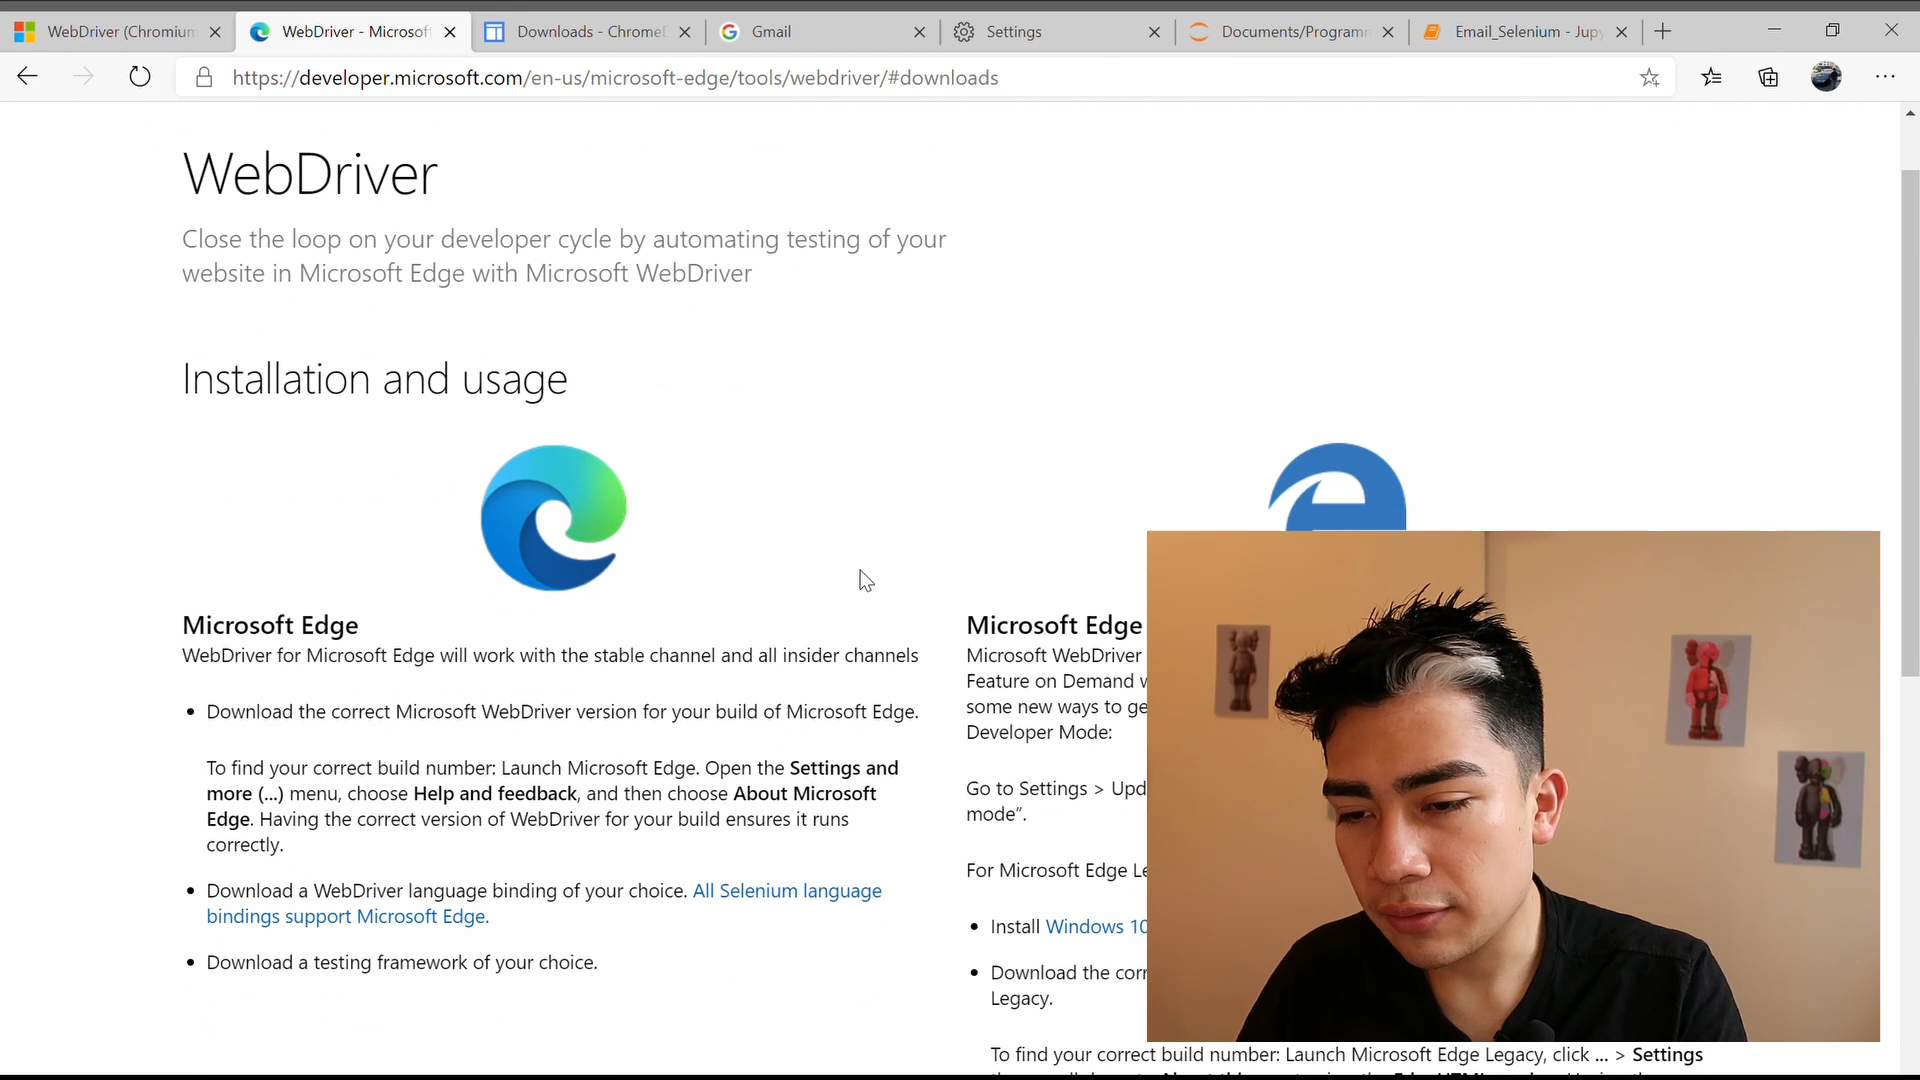 WebDriver (Chromium
WebDriver - Microsoft
Downloads - Chrome
Gmail
Settings
Documents/Programm
Email_Selenium - Jupy
https://developer.microsoft.com/en-us/microsoft-edge/tools/webdriver/#downloads
WebDriver
Close the loop on your developer cycle by automating testing of your
website in Microsoft Edge with Microsoft WebDriver
Installation and usage
Microsoft Edge
WebDriver for Microsoft Edge will work with the stable channel and all insider channels
• Download the correct Microsoft WebDriver version for your build of Microsoft Edge.
To find your correct build number: Launch Microsoft Edge. Open the Settings and
more (...) menu, choose Help and feedback, and then choose About Microsoft
Edge. Having the correct version of WebDriver for your build ensures it runs
correctly.
• Download a WebDriver language binding of your choice. All Selenium language
bindings support Microsoft Edge.
• Download a testing framework of your choice.
Microsoft Edge
Microsoft WebDriver
Feature on Demand
some new ways to ge
Developer Mode:
Go to Settings > Upd
mode”.
For Microsoft Edge Le
• Install Windows 10
• Download the corr
Legacy.
To find your correct build number: Launch Microsoft Edge Legacy, click ... > Settings